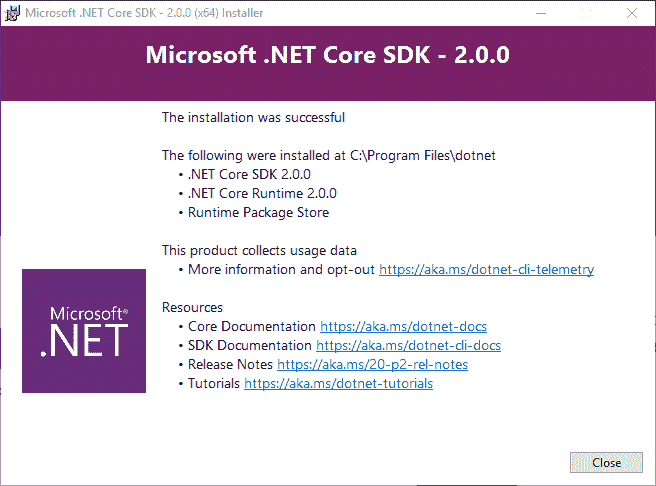 Microsoft .NET Core SDK - 2.0.0 (x64) Installer
Microsoft .NET Core SDK - 2.0.0
The installation was successful
The following were installed at C:\Program Files\dotnet
• .NET Core SDK 2.0.0
• .NET Core Runtime 2.0.0
• Runtime Package Store
This product collects usage data
• More information and opt-out https://aka.ms/dotnet-cli-telemetry
Microsoft®
.NET
Resources
• Core Documentation https://aka.ms/dotnet-docs
• SDK Documentation https://aka.ms/dotnet-cli-docs
• Release Notes https://aka.ms/20-p2-rel-notes
• Tutorials https://aka.ms/dotnet-tutorials
Close